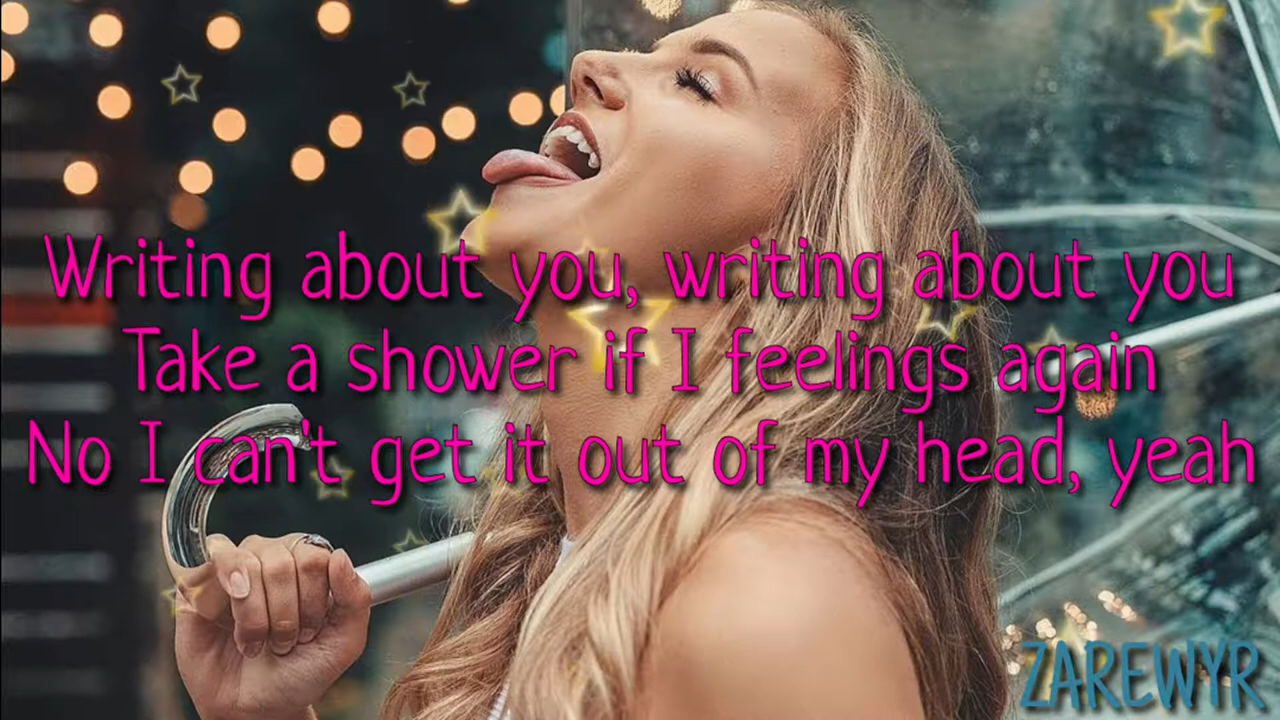 Writing about you, writing about you
Take a shower if I feelings again
No I can't get it out of my head, yeah
ZAREWYR